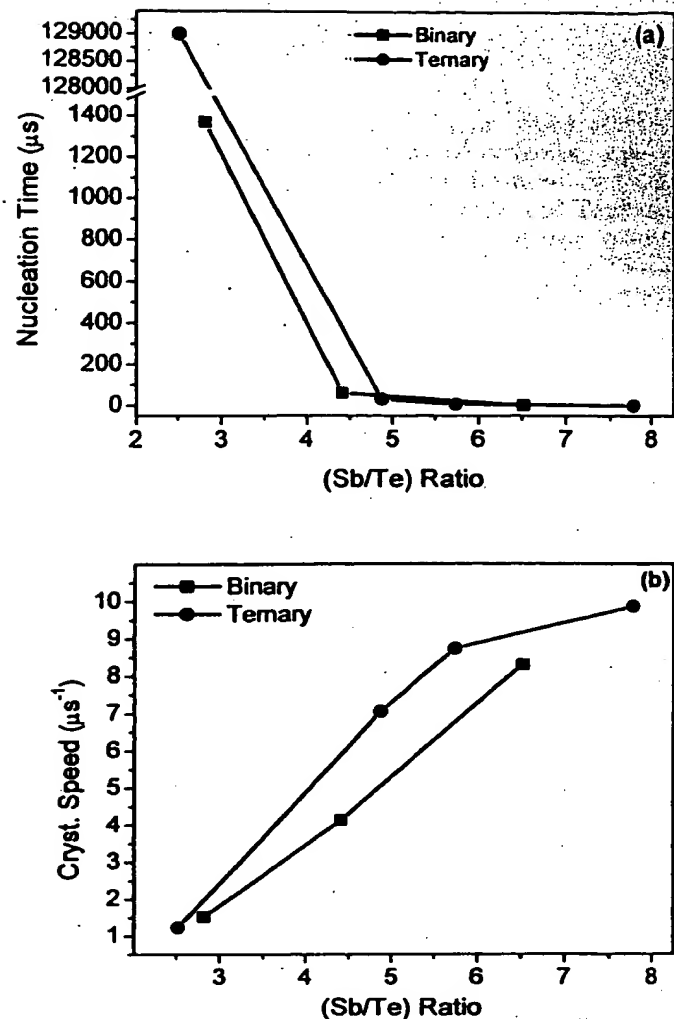 129000
128500
128000
1400
1200
1000
800
600
400
200
0
Nucleation Time (μs)
Binary
Ternary
(a)
2 3 4 5 6 7 8
(Sb/Te) Ratio
Binary
Ternary
(b)
10
9
8
7
6
5
4
3
2
1
Cryst. Speed (μs⁻¹)
3 4 5 6 7 8
(Sb/Te) Ratio